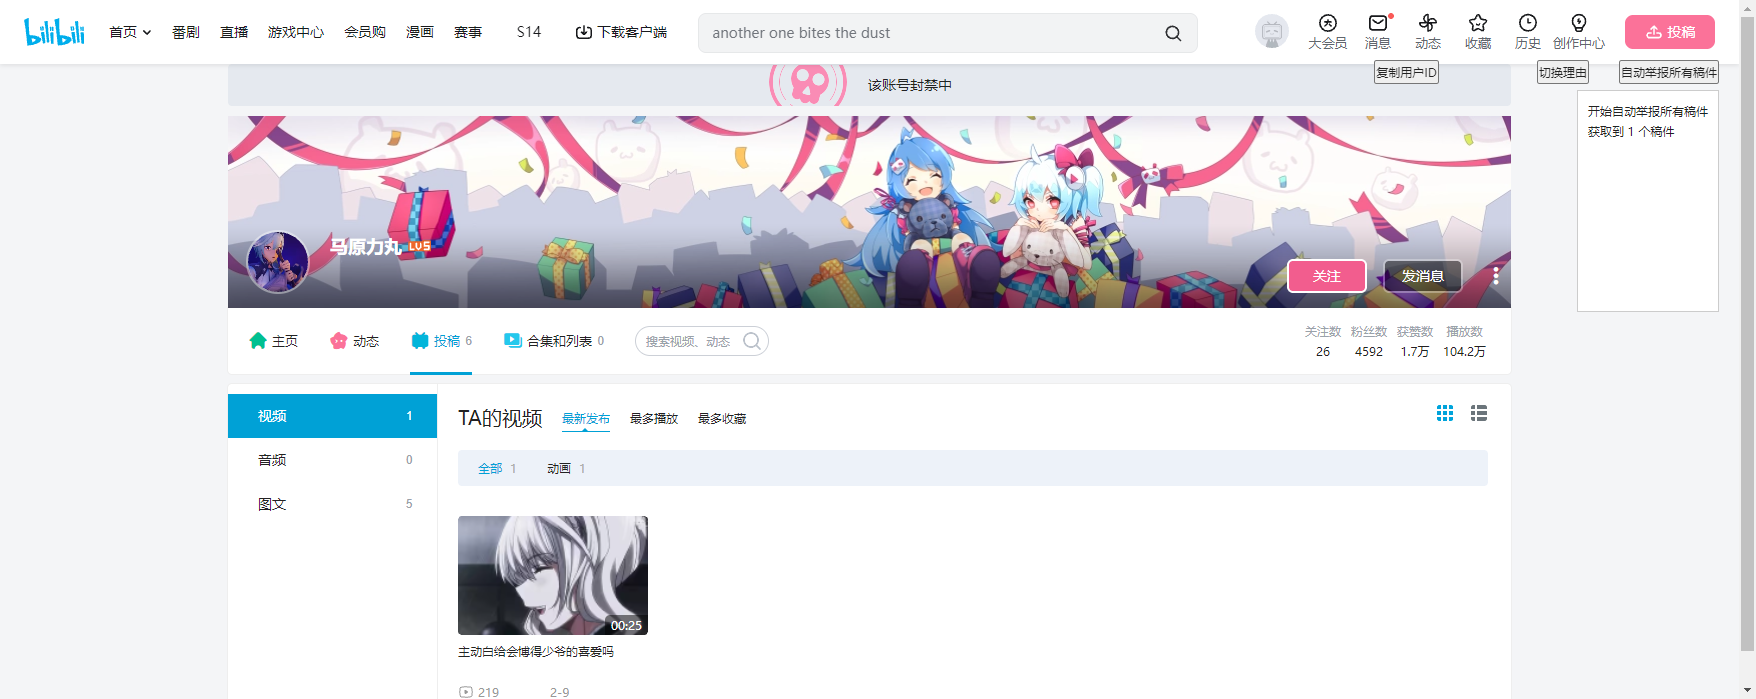 bilibili 首页 番剧 直播 游戏中心 会员购 漫画 赛事 S14 下载客户端 another one bites the dust 大会员 消息 动态 收藏 历史 创作中心 投稿
复制用户ID 切换理由 自动举报所有稿件
该账号封禁中
开始自动举报所有稿件
获取到 1 个稿件
马原力丸 LV5
关注 发消息
主页 动态 投稿 6 合集和列表 0 搜索视频、动态
关注数 粉丝数 获赞数 播放数
26 4592 1.7万 104.2万
视频 1
音频 0
图文 5
TA的视频 最新发布 最多播放 最多收藏
全部 1 动画 1
00:25
主动白给会博得少爷的喜爱吗
219 2-9